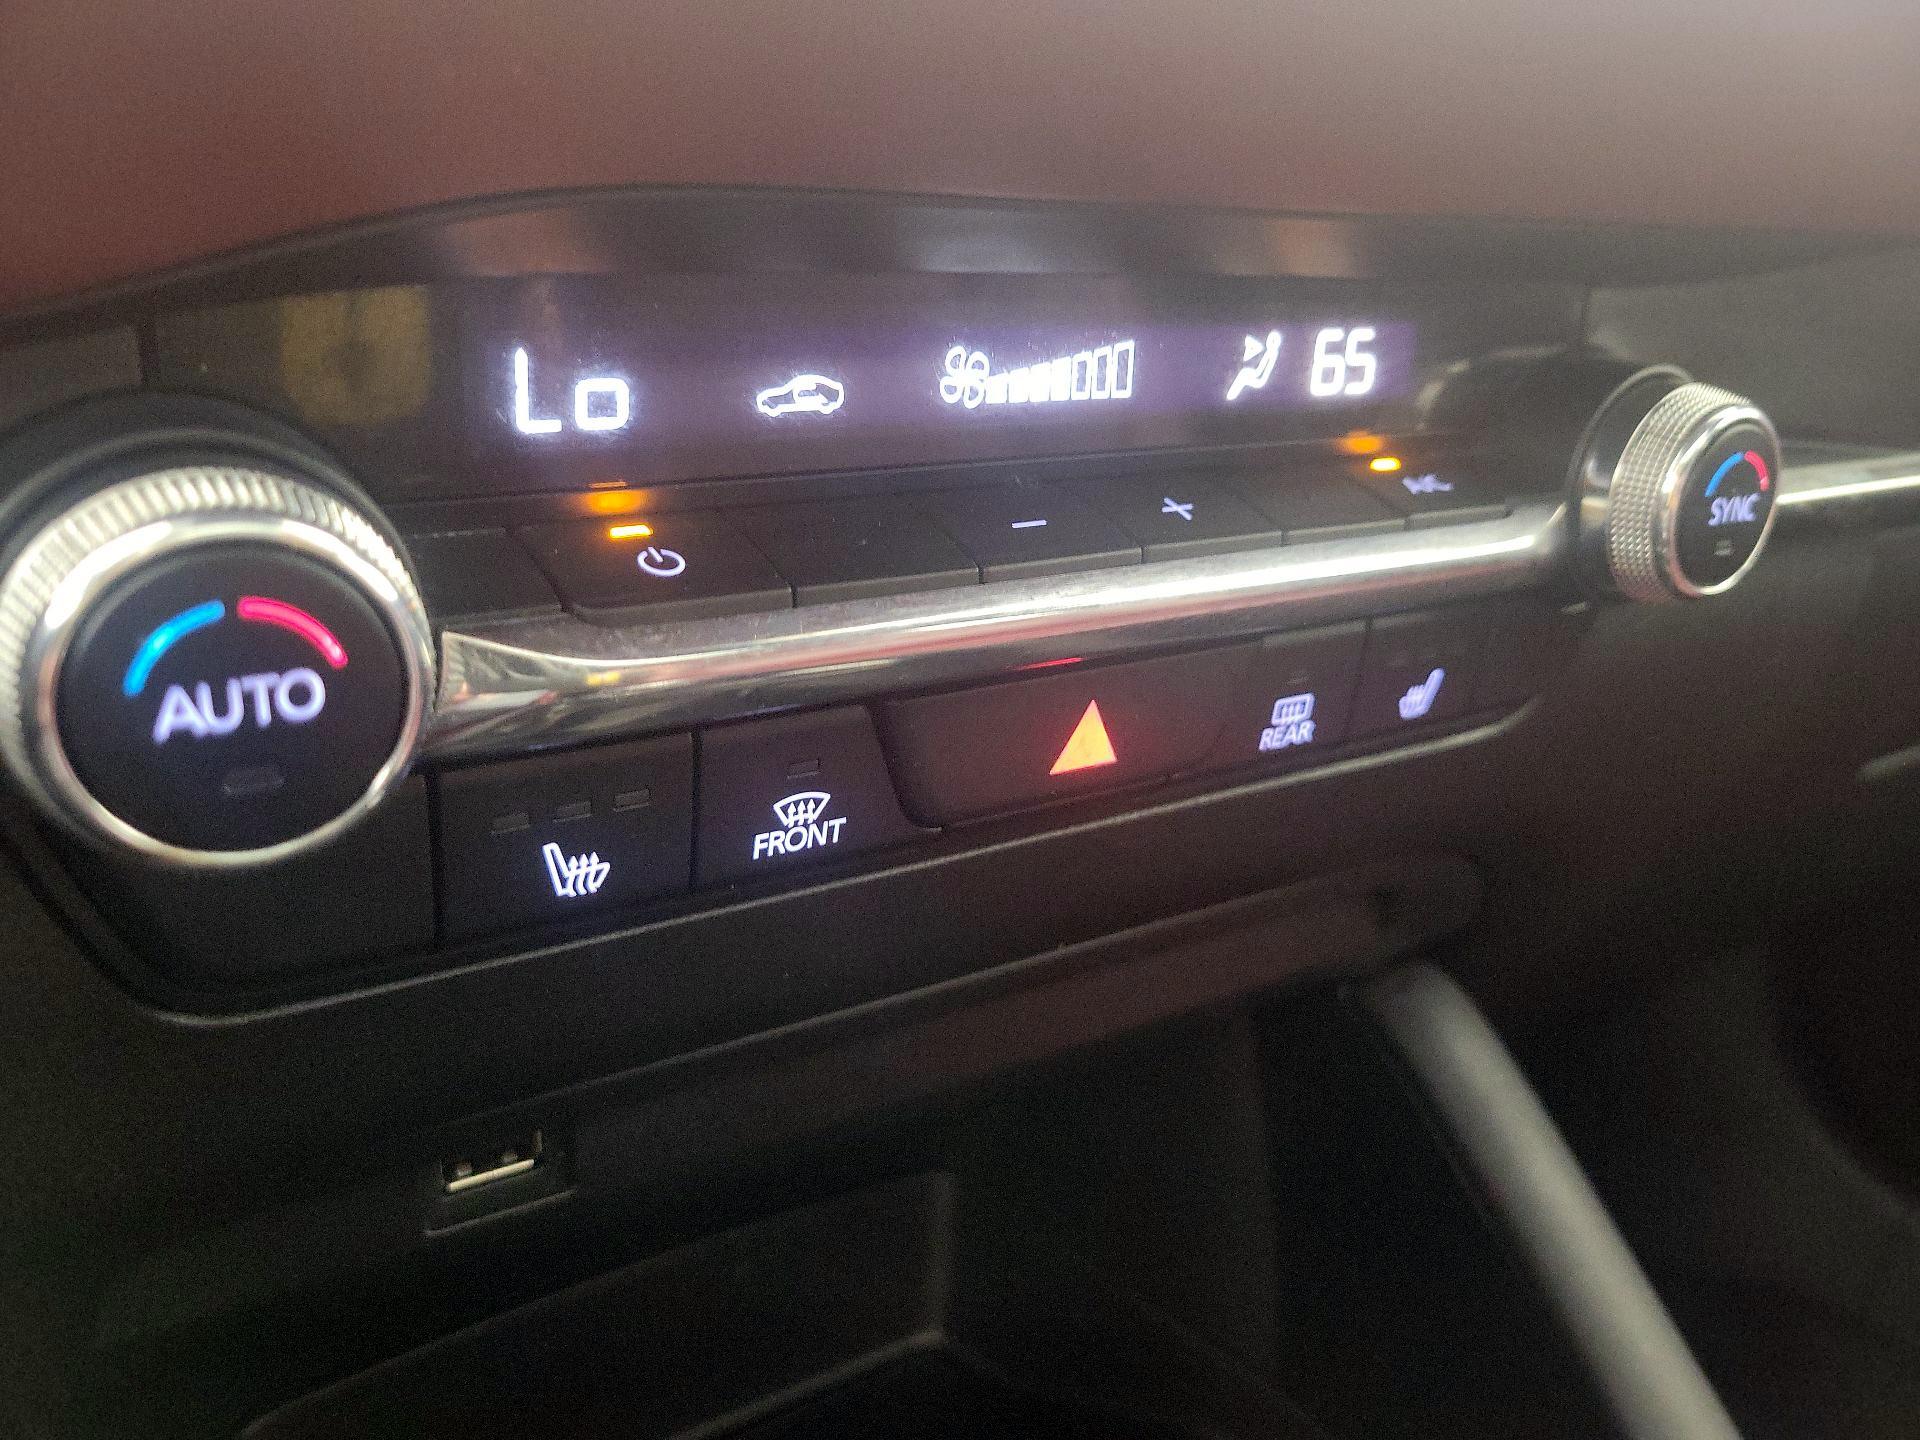 Lo 65
A/C
SYNC
AUTO
REAR
FRONT